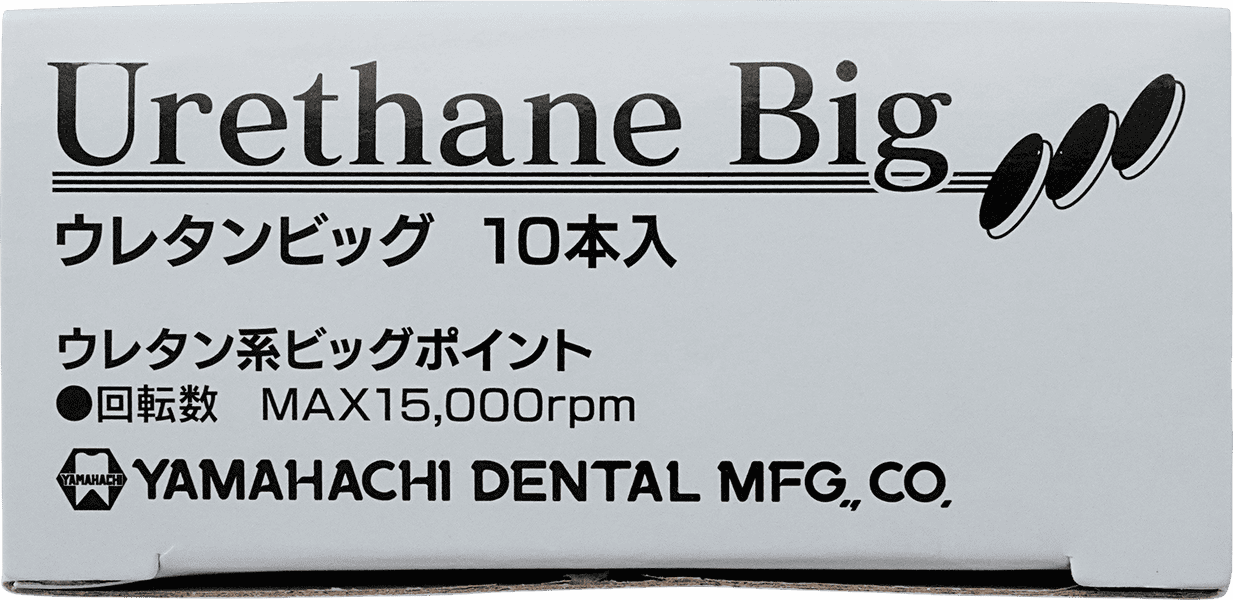 Urethane Big
ウレタンビッグ 10本入
ウレタン系ビッグポイント
●回転数 MAX15,000rpm
YAMAHACHI YAMAHACHI DENTAL MFG., CO.